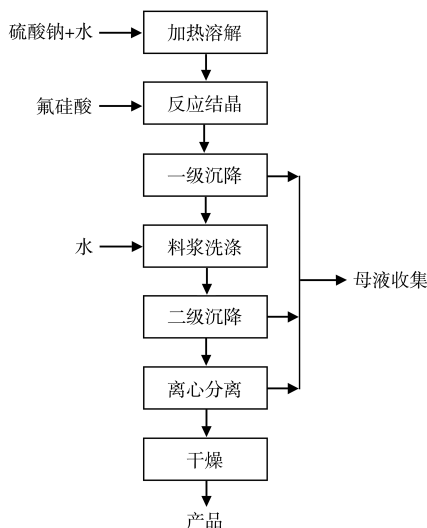 硫酸钠+水
加热溶解
氟硅酸
反应结晶
一级沉降
水
料浆洗涤
母液收集
二级沉降
离心分离
干燥
产品